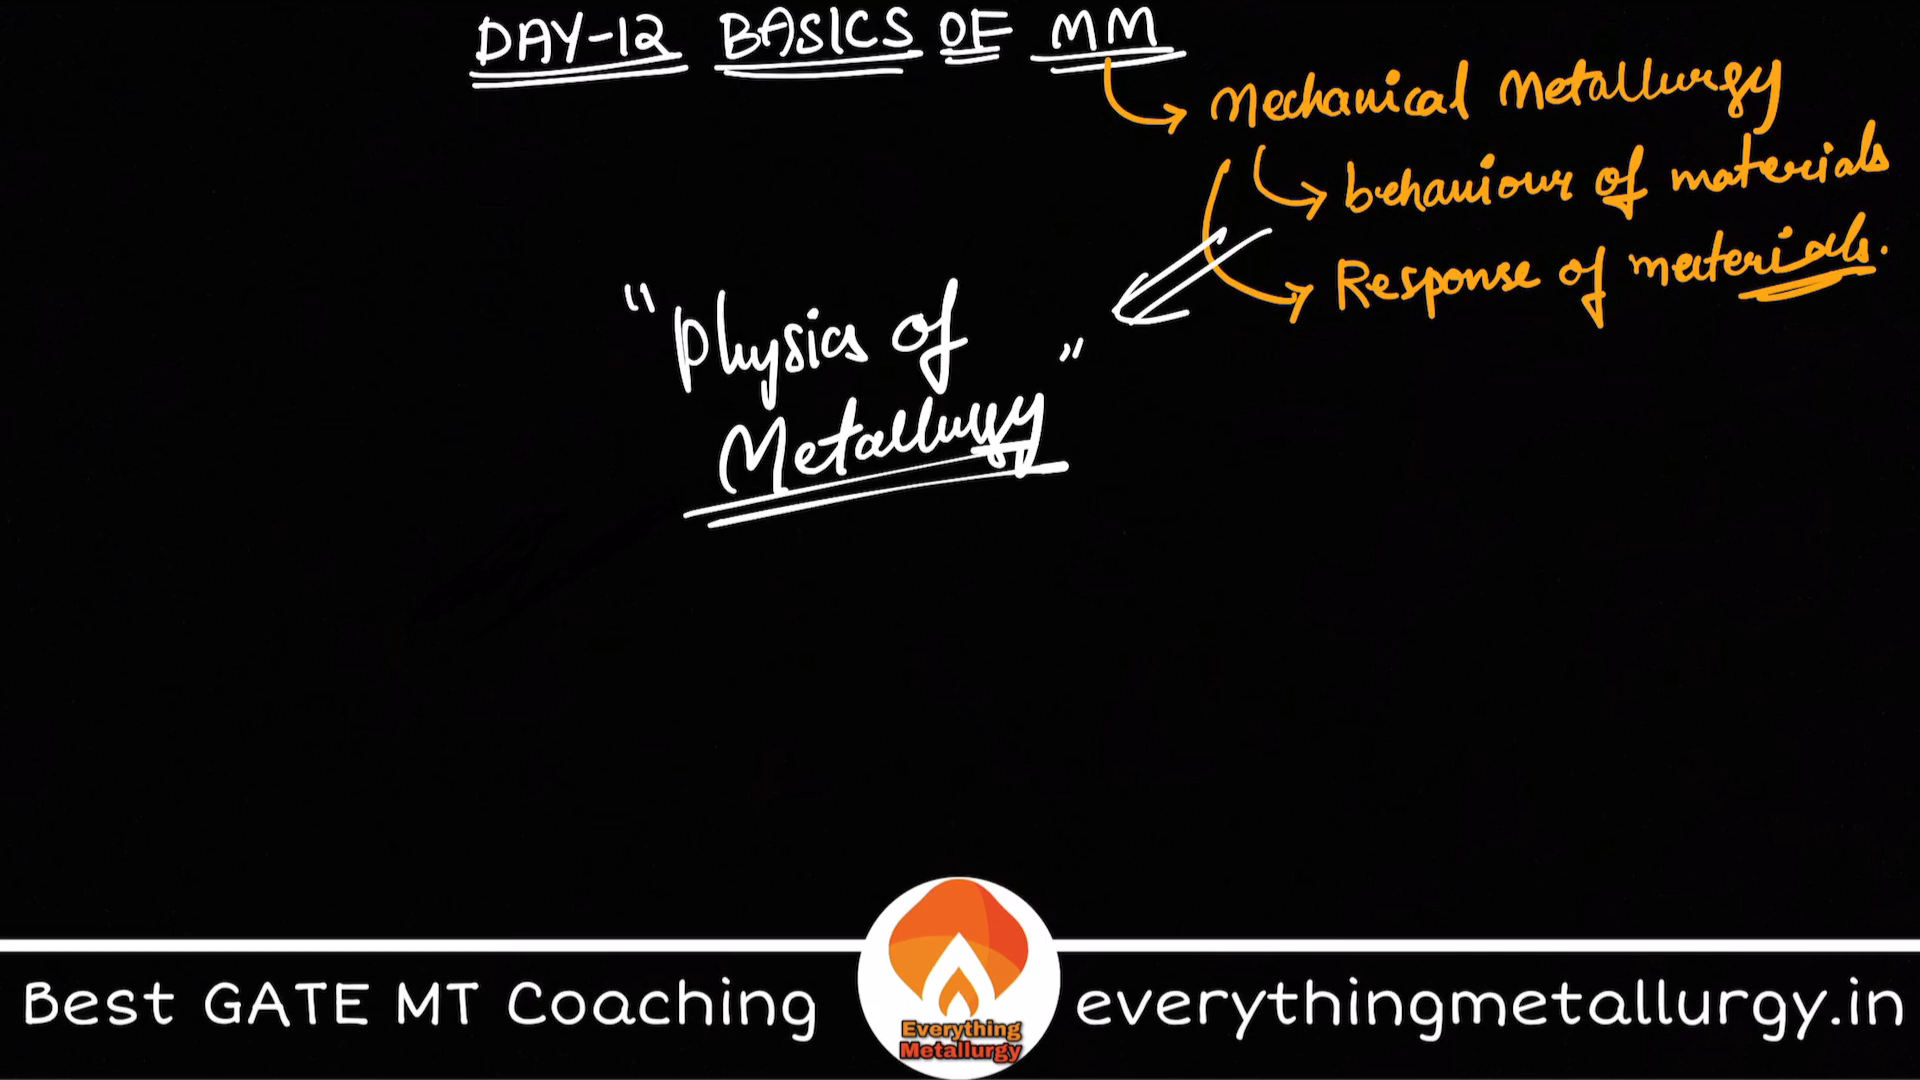 DAY-12 BASICS OF MM
Mechanical Metallurgy
behaviour of materials
Response of materials.
"Physics of
Metallurgy"
Best GATE MT Coaching
Everything
Metallurgy
everythingmetallurgy.in